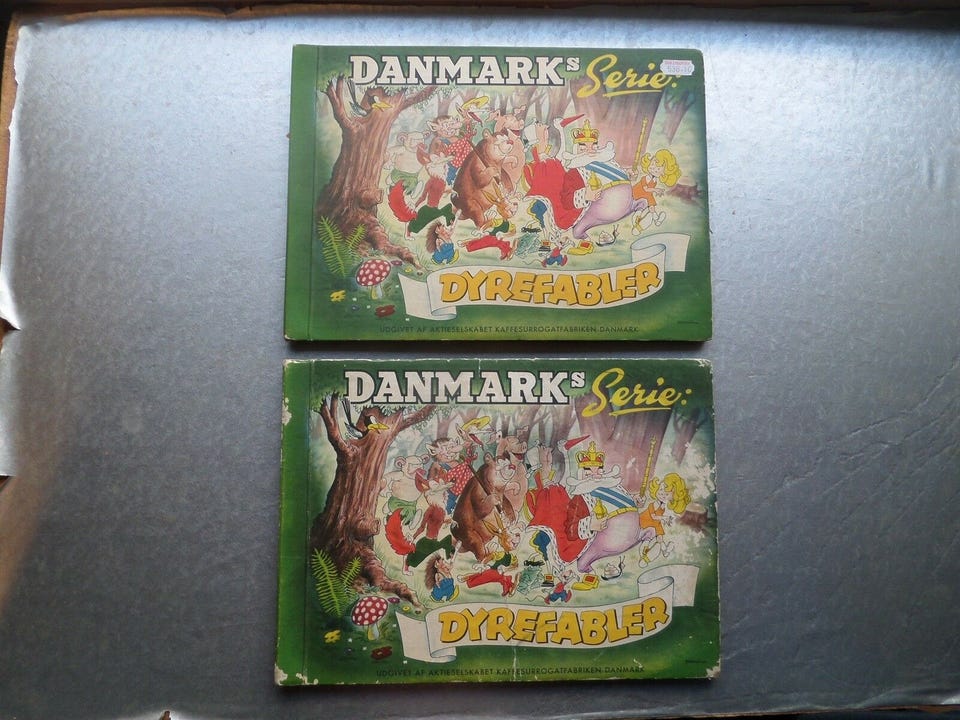 DANMARKS Serie:
DYREFABLER
UDGIVET AF AKTIESELSKABET KAFFESURROGATFABRIKEN DANMARK
DANMARKS Serie:
DYREFABLER
UDGIVET AF AKTIESELSKABET KAFFESURROGATFABRIKEN DANMARK